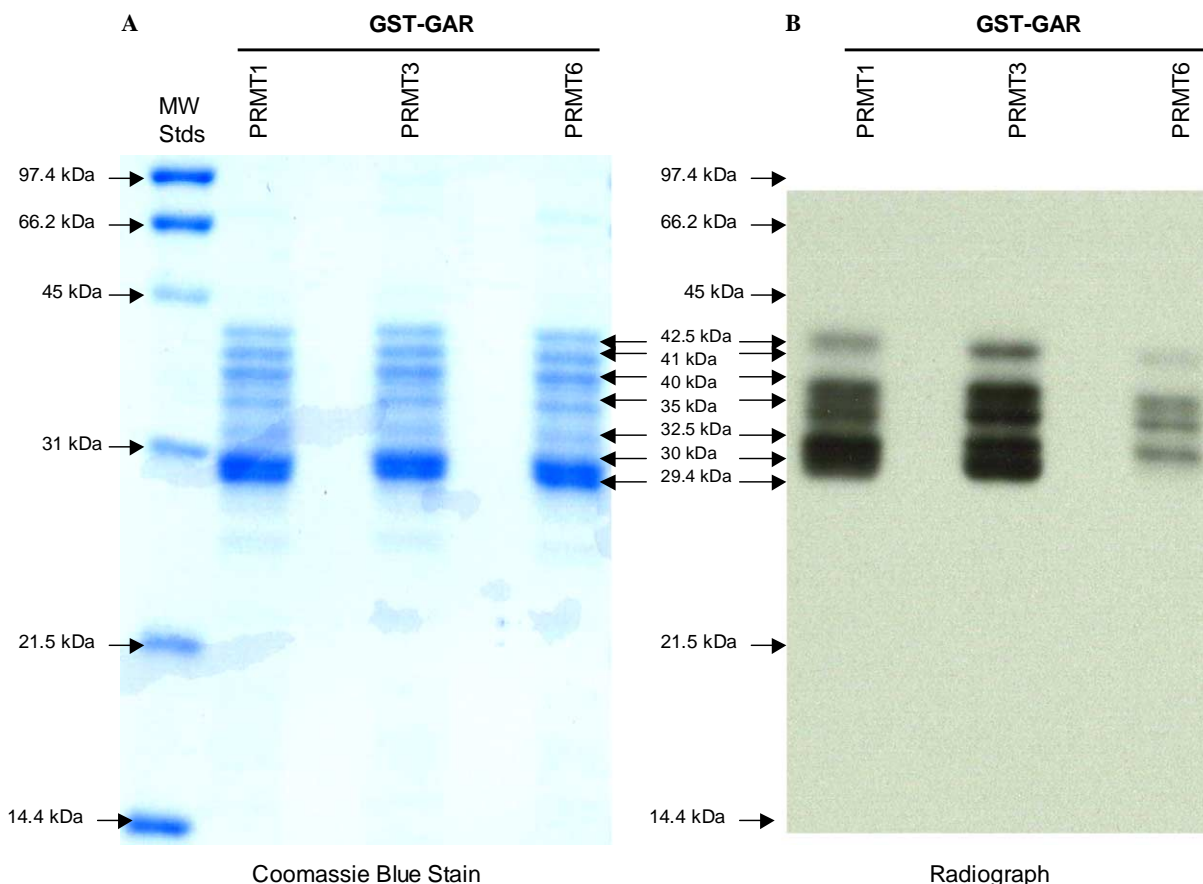 A
GST-GAR
B
GST-GAR
MW
Stds
PRMT1
PRMT3
PRMT6
PRMT1
PRMT3
PRMT6
97.4 kDa
66.2 kDa
45 kDa
31 kDa
21.5 kDa
14.4 kDa
42.5 kDa
41 kDa
40 kDa
35 kDa
32.5 kDa
30 kDa
29.4 kDa
97.4 kDa
66.2 kDa
45 kDa
21.5 kDa
14.4 kDa
Coomassie Blue Stain
Radiograph